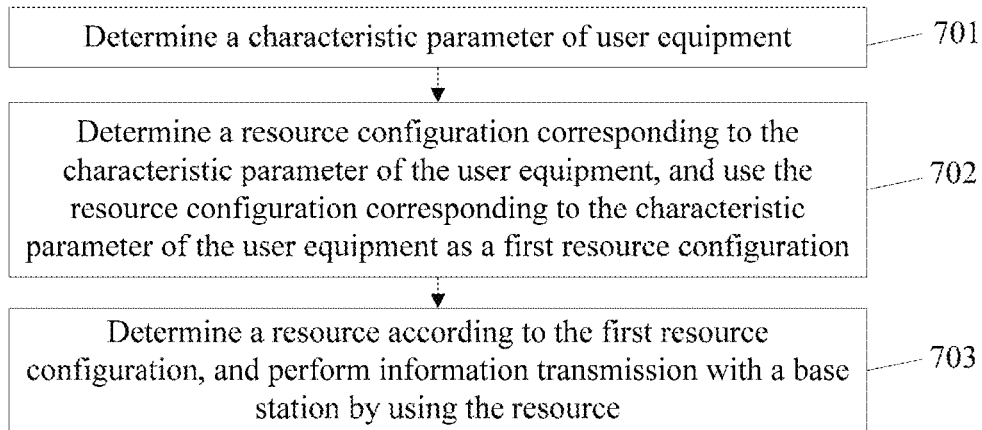 Determine a characteristic parameter of user equipment
701
Determine a resource configuration corresponding to the
characteristic parameter of the user equipment, and use the
resource configuration corresponding to the characteristic
parameter of the user equipment as a first resource configuration
702
Determine a resource according to the first resource
configuration, and perform information transmission with a base
station by using the resource
703